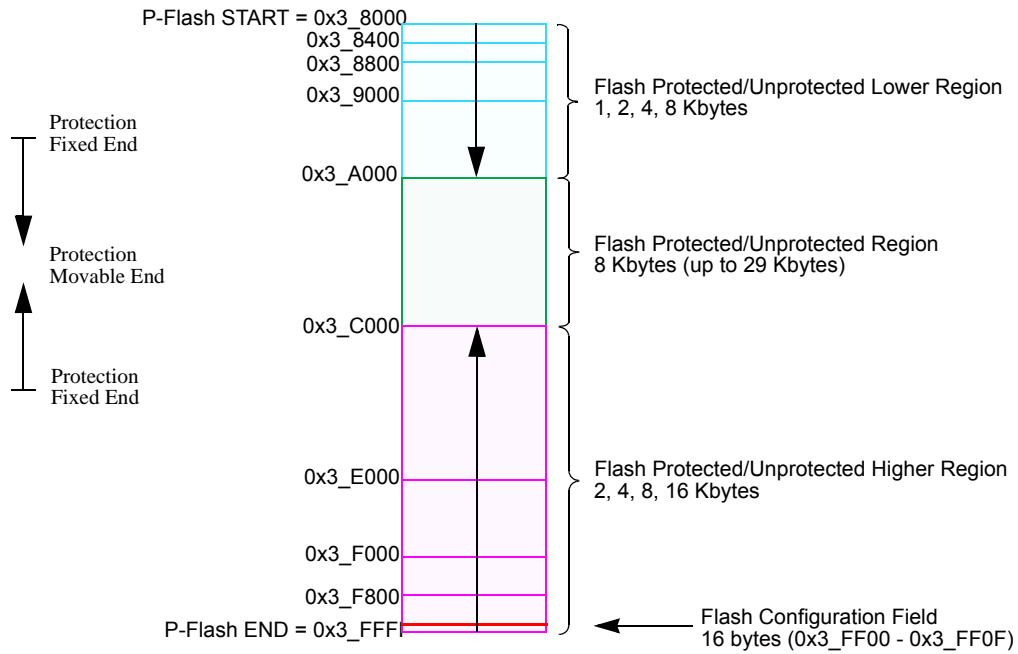 P-Flash START = 0x3_8000
0x3_8400
0x3_8800
0x3_9000
Flash Protected/Unprotected Lower Region
1, 2, 4, 8 Kbytes
Protection
Fixed End
0x3_A000
Protection
Movable End
Flash Protected/Unprotected Region
8 Kbytes (up to 29 Kbytes)
0x3_C000
Protection
Fixed End
0x3_E000
Flash Protected/Unprotected Higher Region
2, 4, 8, 16 Kbytes
0x3_F000
0x3_F800
P-Flash END = 0x3_FFF
Flash Configuration Field
16 bytes (0x3_FF00 - 0x3_FF0F)